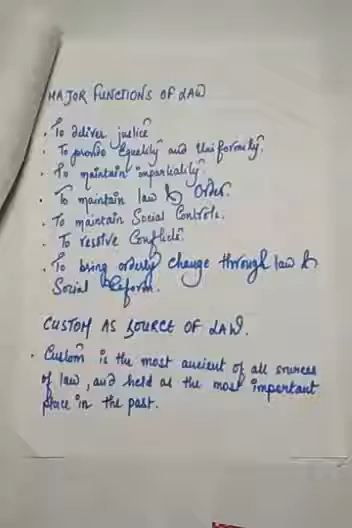 MAJOR FUNCTIONS OF LAW
. To deliver justice
. To provide Equality and Uniformity.
. To maintain impartiality.
. To maintain law & Order.
. To maintain Social Controls.
. To resolve Conflicts.
. To bring orderly change through law &
Social Reform.
CUSTOM AS SOURCE OF LAW.
. Custom is the most ancient of all sources
of law, and held as the most important
place in the past.